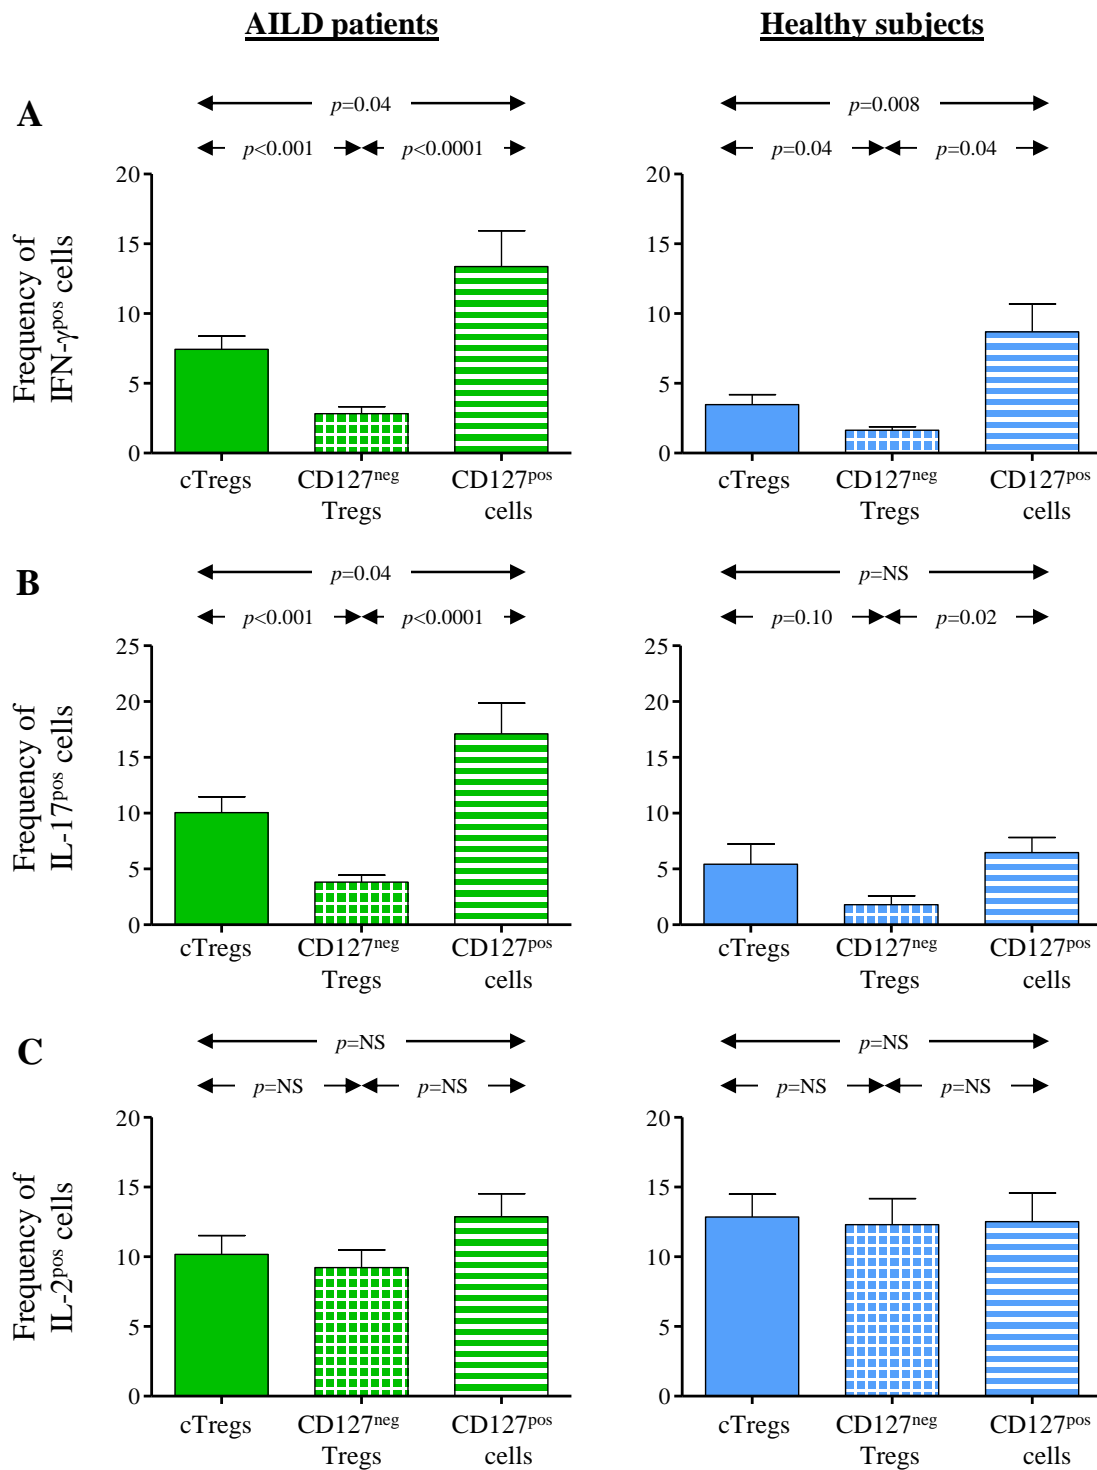 AILD patients
Healthy subjects
A
p=0.04
p<0.001 p<0.0001
Frequency of
IFN-γpos cells
20
15
10
5
0
cTregs CD127neg CD127pos
Tregs cells
p=0.008
p=0.04 p=0.04
20
15
10
5
0
cTregs CD127neg CD127pos
Tregs cells
B
p=0.04
p<0.001 p<0.0001
Frequency of
IL-17pos cells
25
20
15
10
5
0
cTregs CD127neg CD127pos
Tregs cells
p=NS
p=0.10 p=0.02
25
20
15
10
5
0
cTregs CD127neg CD127pos
Tregs cells
C
p=NS
p=NS p=NS
Frequency of
IL-2pos cells
20
15
10
5
0
cTregs CD127neg CD127pos
Tregs cells
p=NS
p=NS p=NS
20
15
10
5
0
cTregs CD127neg CD127pos
Tregs cells